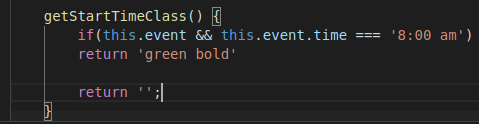 getStartTimeClass() {
    if(this.event && this.event.time === '8:00 am')
    return 'green bold'

    return '';
}